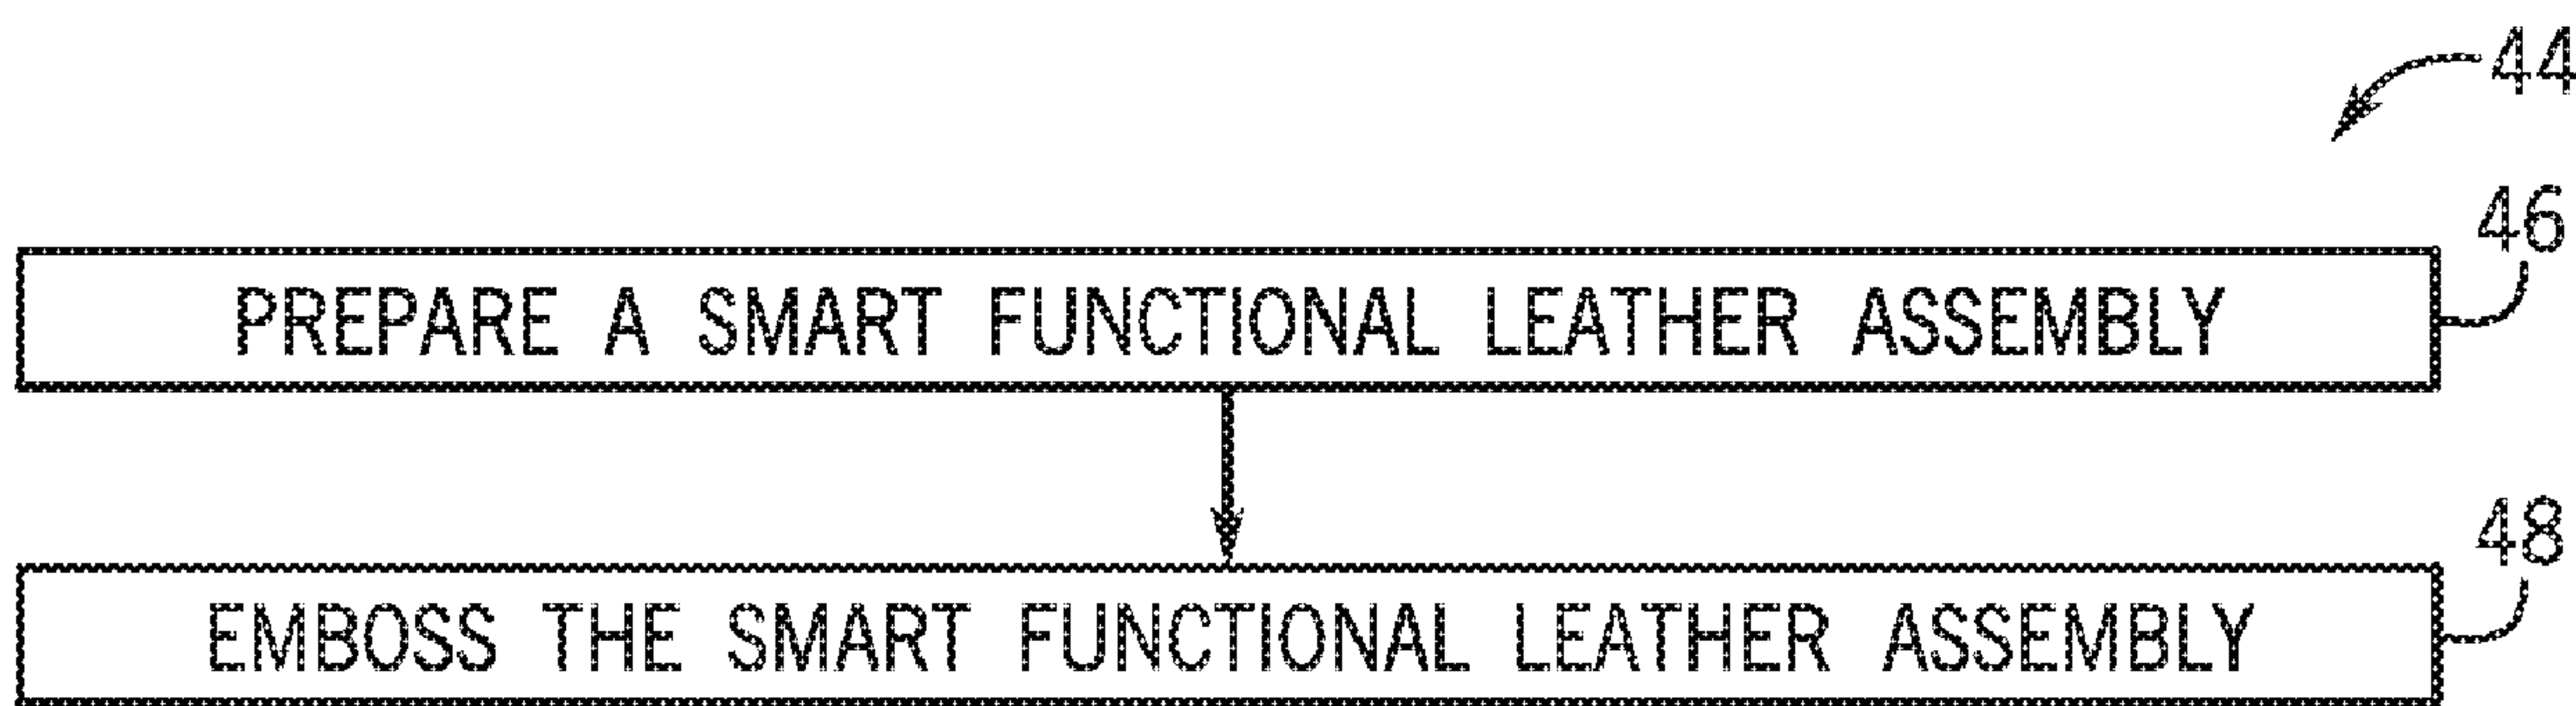 44
46
PREPARE A SMART FUNCTIONAL LEATHER ASSEMBLY
48
EMBOSS THE SMART FUNCTIONAL LEATHER ASSEMBLY